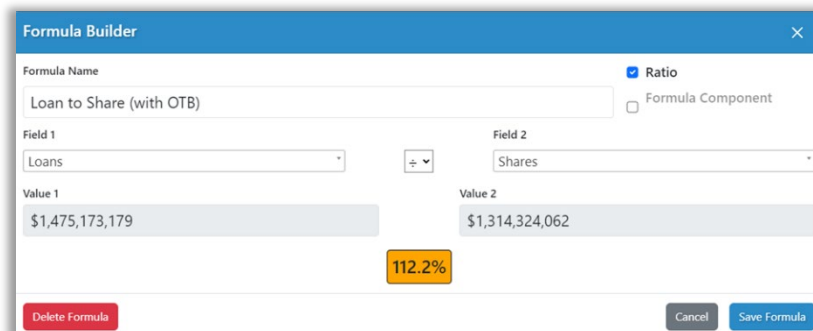 Formula Builder ×
Formula Name
Ratio
Loan to Share (with OTB)
Formula Component
Field 1 Field 2
Loans ÷ Shares
Value 1 Value 2
$1,475,173,179 $1,314,324,062
112.2%
Delete Formula Cancel Save Formula